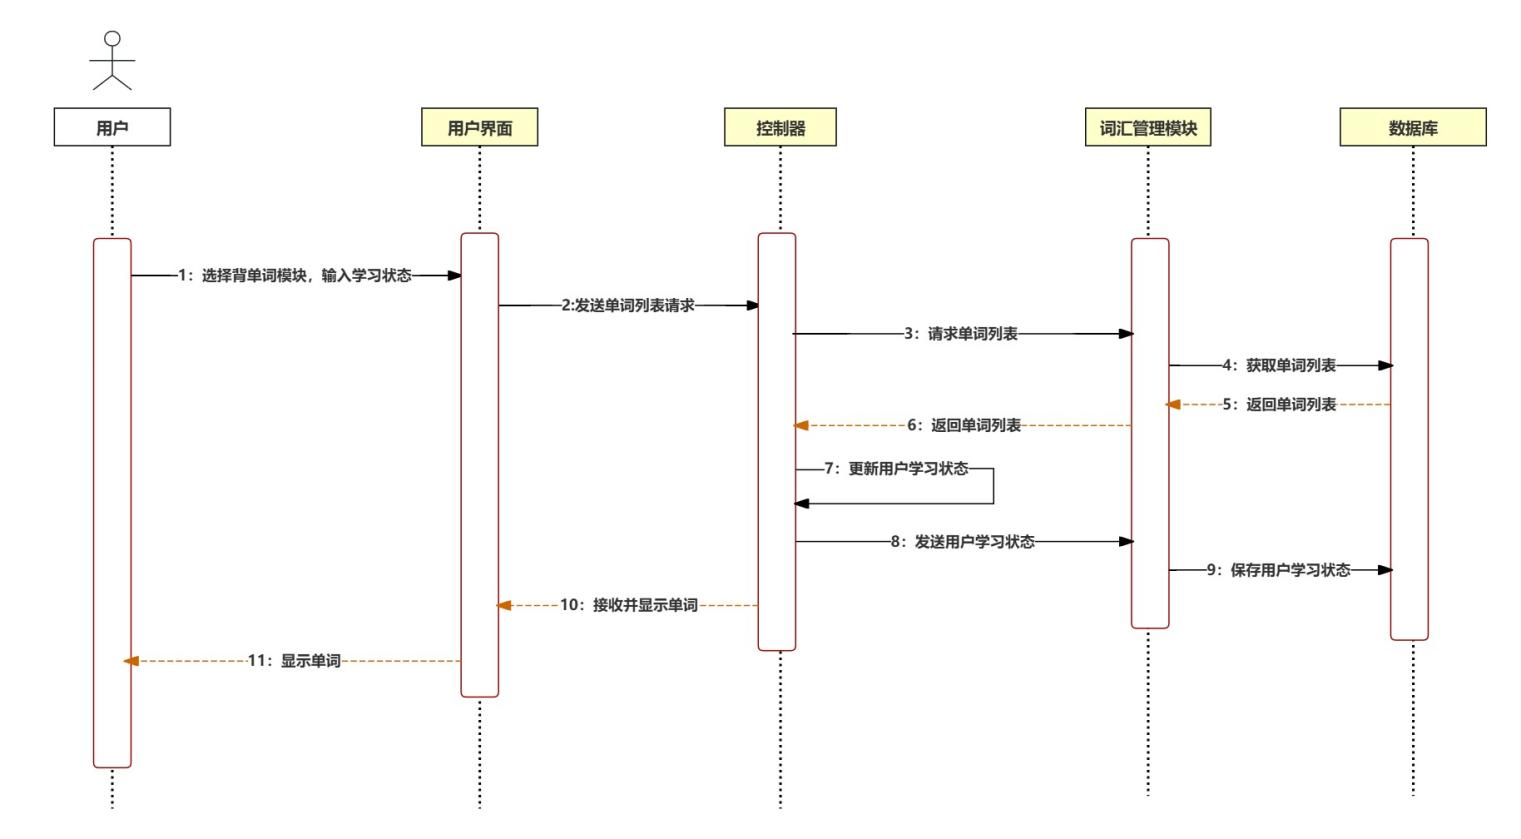 用户
用户界面
控制器
词汇管理模块
数据库
1：选择背单词模块，输入学习状态
2:发送单词列表请求
3：请求单词列表
4：获取单词列表
5：返回单词列表
6：返回单词列表
7：更新用户学习状态
8：发送用户学习状态
9：保存用户学习状态
10：接收并显示单词
11：显示单词